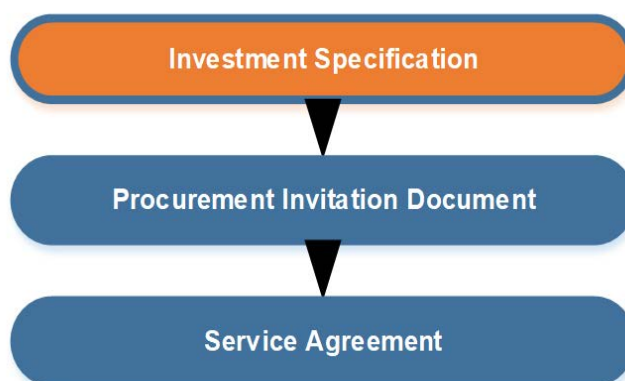 Investment Specification
Procurement Invitation Document
Service Agreement